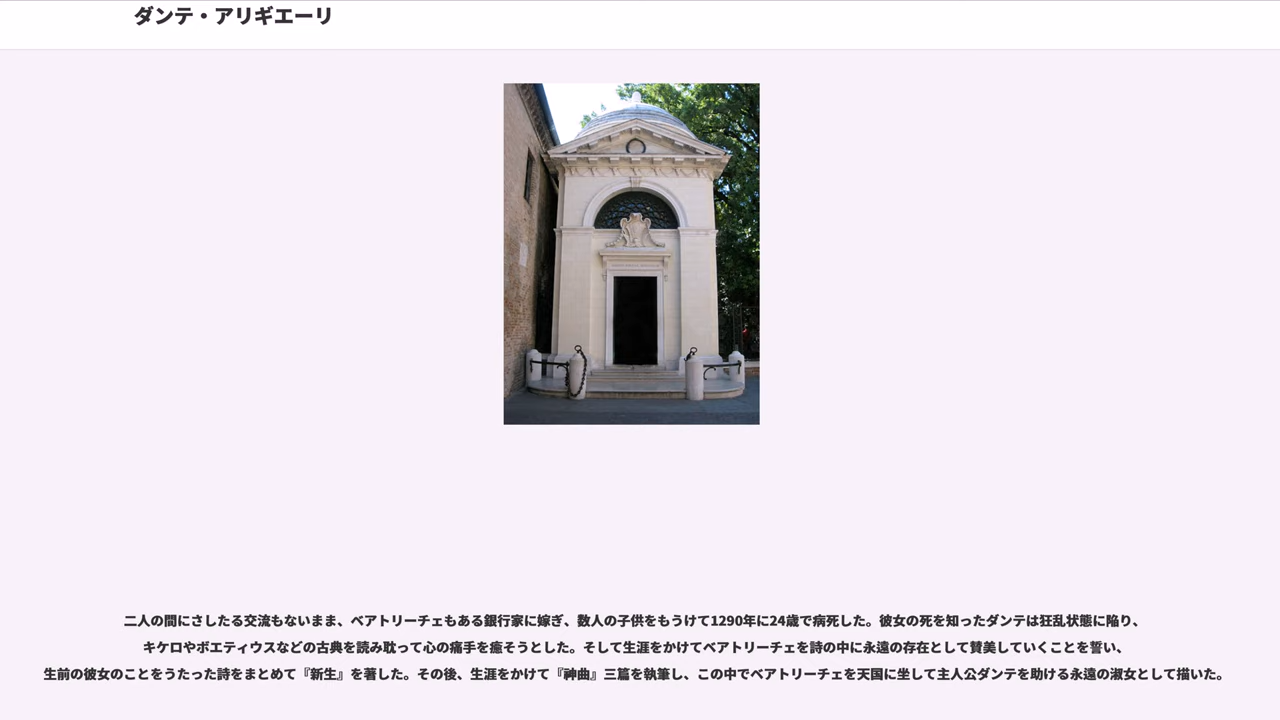 ダンテ・アリギエーリ
二人の間にさしたる交流もないまま、ベアトリーチェもある銀行家に嫁ぎ、数人の子供をもうけて1290年に24歳で病死した。彼女の死を知ったダンテは狂乱状態に陥り、
キケロやボエティウスなどの古典を読み耽って心の痛手を癒そうとした。そして生涯をかけてベアトリーチェを詩の中に永遠の存在として賛美していくことを誓い、
生前の彼女のことをうたった詩をまとめて『新生』を著した。その後、生涯をかけて『神曲』三篇を執筆し、この中でベアトリーチェを天国に坐して主人公ダンテを助ける永遠の淑女として描いた。